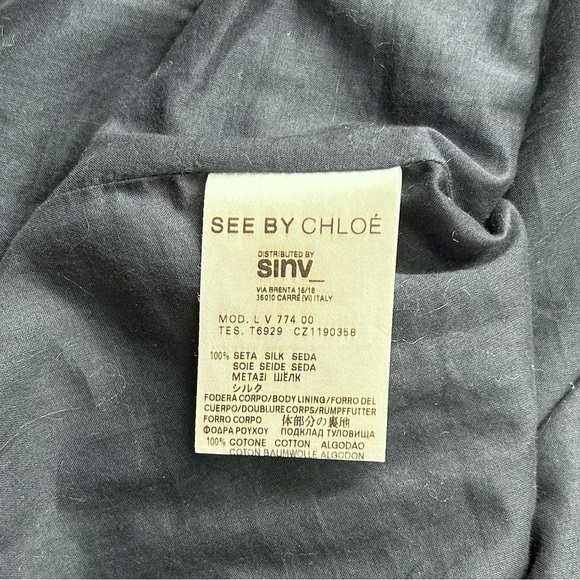 SEE BY CHLOÉ
DISTRIBUTED BY
sinv_
VIA BRENTA 16/18
36010 CARRÉ (VI) ITALY
MOD. L V 774 00
TES. T6929 CZ1190358
100% SETA SILK SEDA
SOIE SEIDE SEDA
ΜΕΤΑΞΙ ШЁЛК
シルク
FODERA CORPO/BODY LINING/FORRO DEL
CUERPO/DOUBLURE CORPS/RUMPFFUTTER
FORRO CORPO 体部分の裏地
ΦΟΔΡΑ ΡΟΥΧΟΥ ПОДКЛАД ТУЛОВИЩА
100% COTONE COTTON ALGODAO
COTON BAUMWOLLE ALGODON